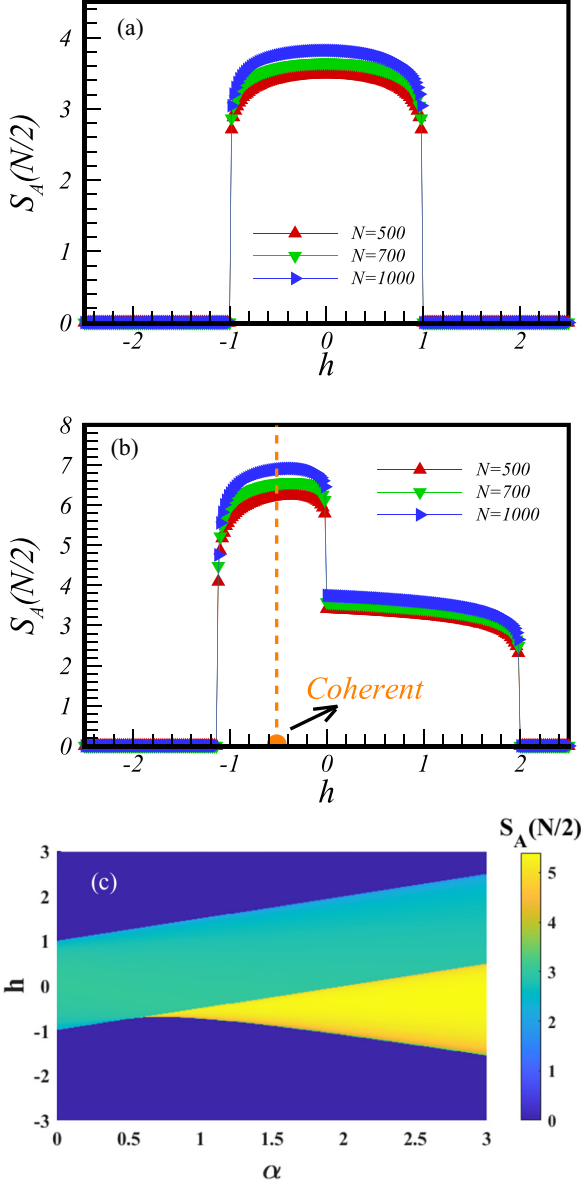 (a)
S_A(N/2)
4
3
2
1
0
N=500
N=700
N=1000
-2 -1 0 1 2
h
(b)
S_A(N/2)
8
7
6
5
4
3
2
1
0
N=500
N=700
N=1000
Coherent
-2 -1 0 1 2
h
S_A(N/2)
(c)
h
3
2
1
0
-1
-2
-3
0 0.5 1 1.5 2 2.5 3
α
5
4
3
2
1
0